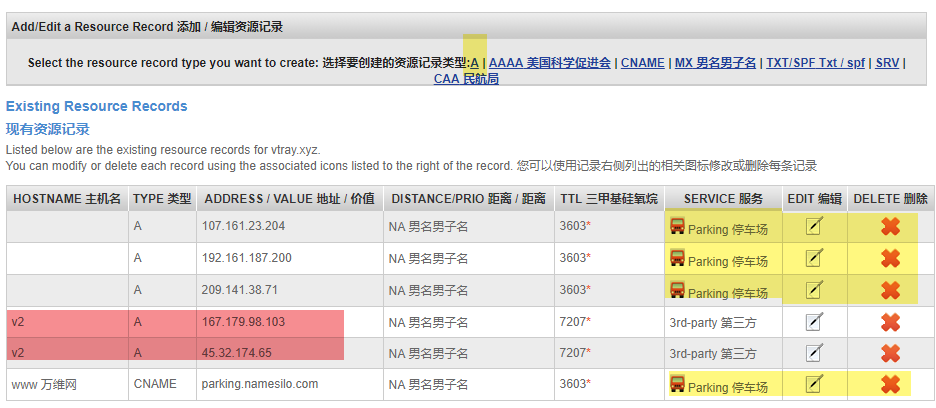 Add/Edit a Resource Record 添加 / 编辑资源记录
Select the resource record type you want to create: 选择要创建的资源记录类型:A | AAAA 美国科学促进会 | CNAME | MX 男名男子名 | TXT/SPF Txt / spf | SRV |
CAA 民航局
Existing Resource Records
现有资源记录
Listed below are the existing resource records for vtray.xyz.
You can modify or delete each record using the associated icons listed to the right of the record. 您可以使用记录右侧列出的相关图标修改或删除每条记录
HOSTNAME 主机名 TYPE 类型 ADDRESS / VALUE 地址 / 价值 DISTANCE/PRIO 距离 / 距离 TTL 三甲基硅氧烷 SERVICE 服务 EDIT 编辑 DELETE 删除
A 107.161.23.204 NA 男名男子名 3603* Parking 停车场
A 192.161.187.200 NA 男名男子名 3603* Parking 停车场
A 209.141.38.71 NA 男名男子名 3603* Parking 停车场
v2 A 167.179.98.103 NA 男名男子名 7207* 3rd-party 第三方
v2 A 45.32.174.65 NA 男名男子名 7207* 3rd-party 第三方
www 万维网 CNAME parking.namesilo.com NA 男名男子名 3603* Parking 停车场